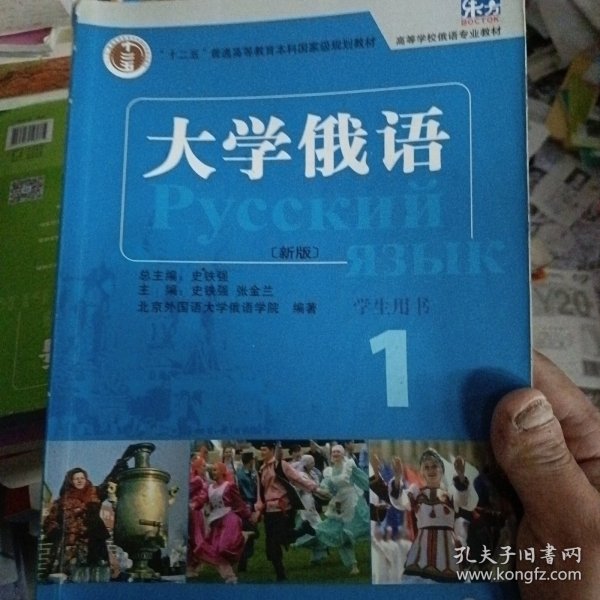 东方
ВОСТОК
高等学校俄语专业教材
"十二五"普通高等教育本科国家级规划教材
大学俄语
Русский
язык
〔新版〕
总主编：史铁强
主　编：史铁强 张金兰
北京外国语大学俄语学院　编著
学生用书
1
孔夫子旧书网
www.kongfz.com